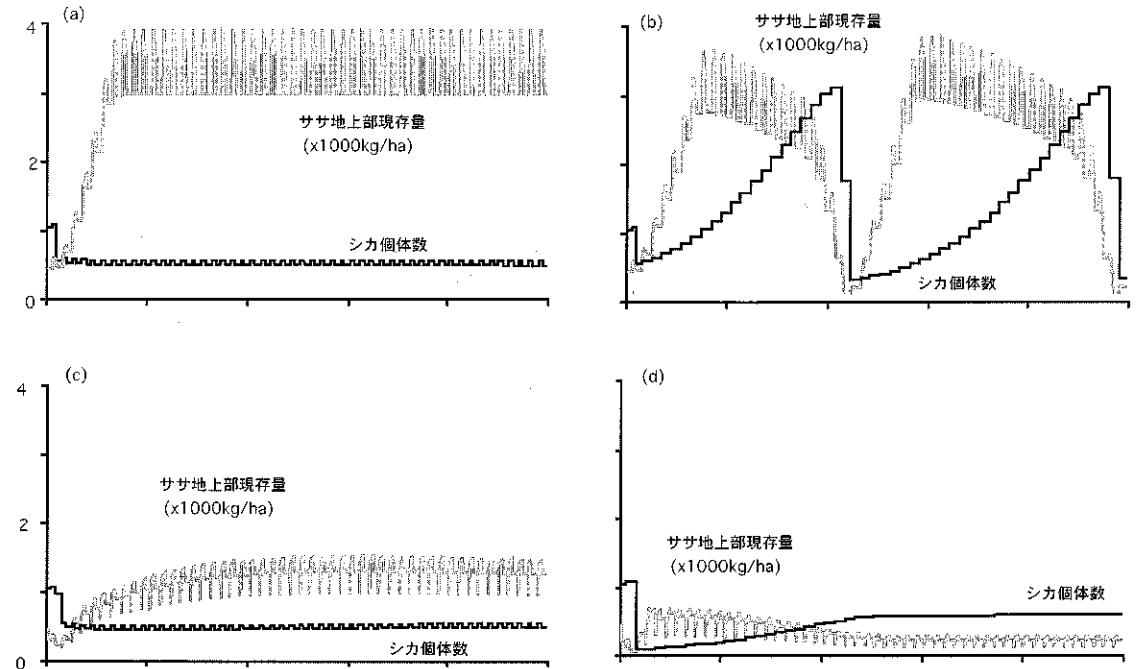 (a)
4
2
0
ササ地上部現存量
(x1000kg/ha)
シカ個体数
(b)
ササ地上部現存量
(x1000kg/ha)
シカ個体数
(c)
4
2
0
ササ地上部現存量
(x1000kg/ha)
シカ個体数
(d)
ササ地上部現存量
(x1000kg/ha)
シカ個体数